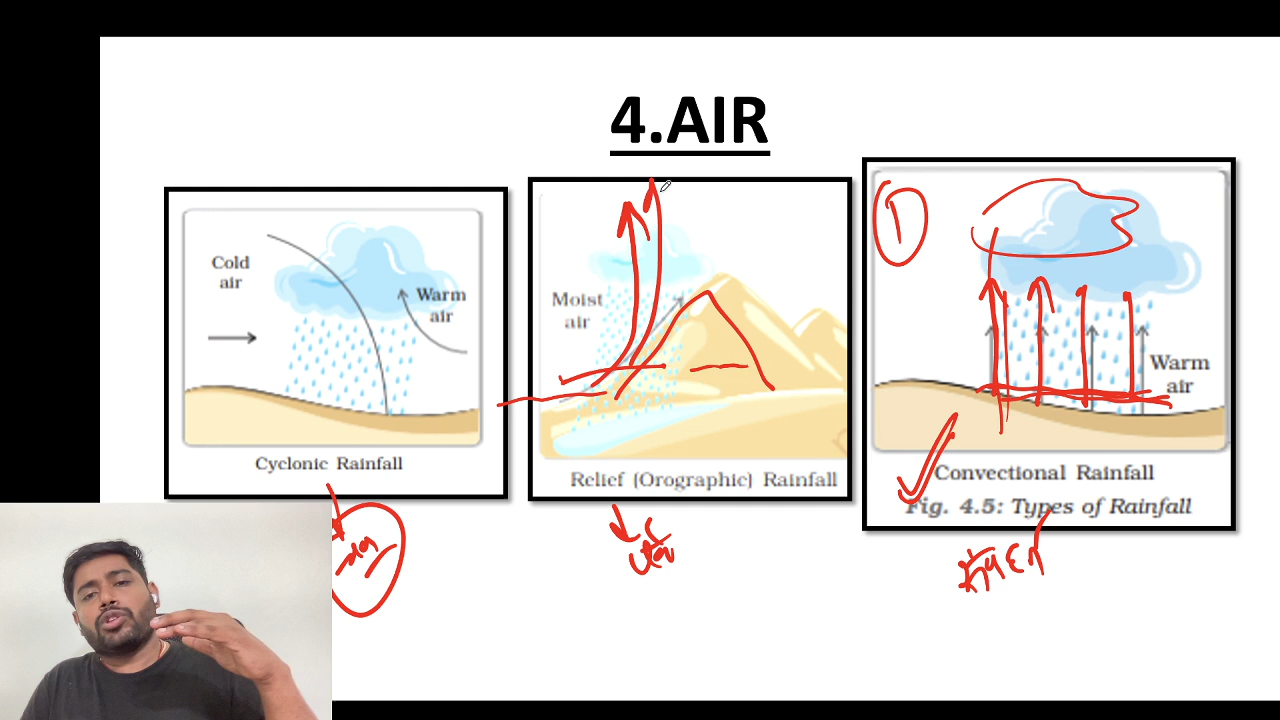 4.AIR
Cold
air
Warm
air
Cyclonic Rainfall
Moist
air
Relief (Orographic) Rainfall
①
Warm
air
Convectional Rainfall
Fig. 4.5: Types of Rainfall